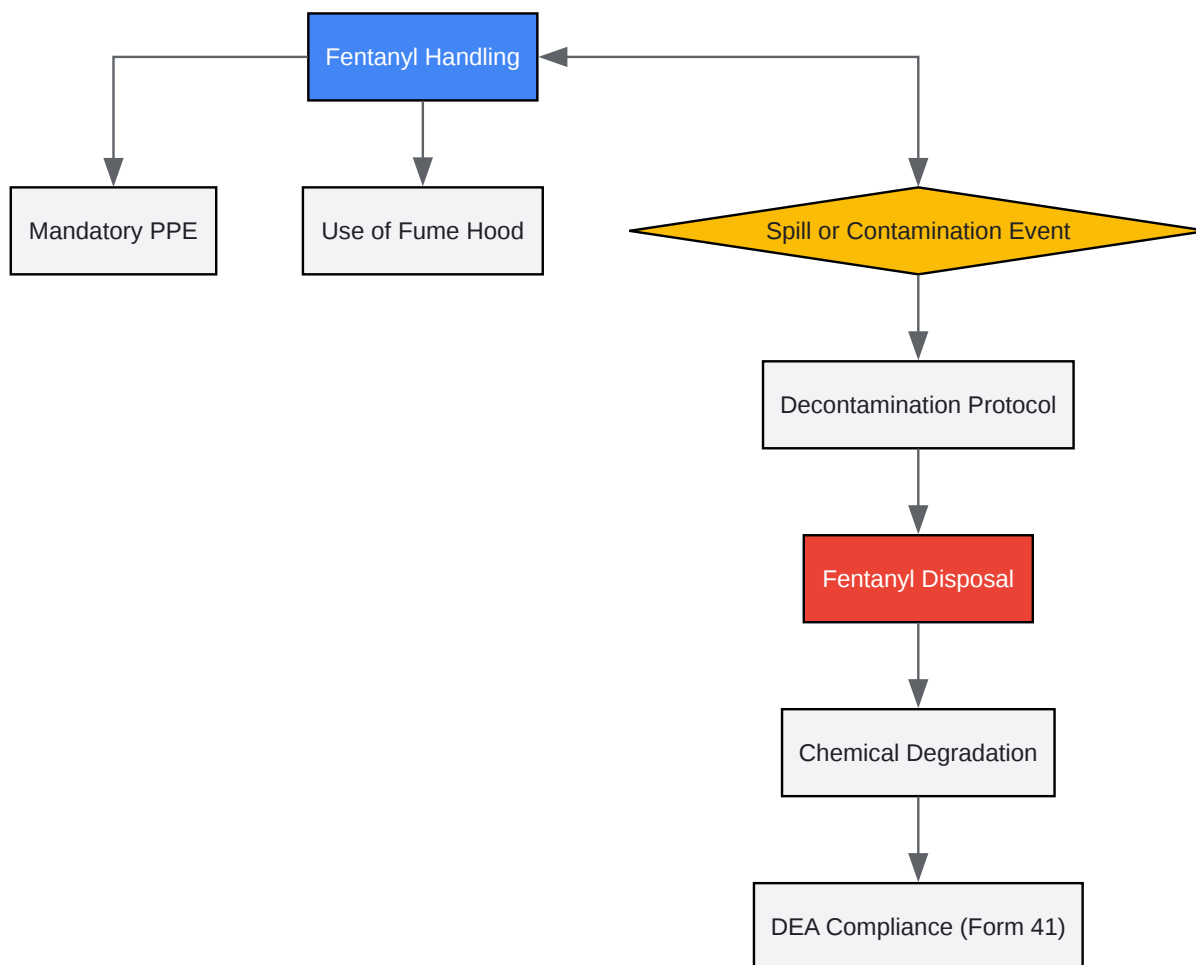 Fentanyl Handling
Mandatory PPE
Use of Fume Hood
Spill or Contamination Event
Decontamination Protocol
Fentanyl Disposal
Chemical Degradation
DEA Compliance (Form 41)